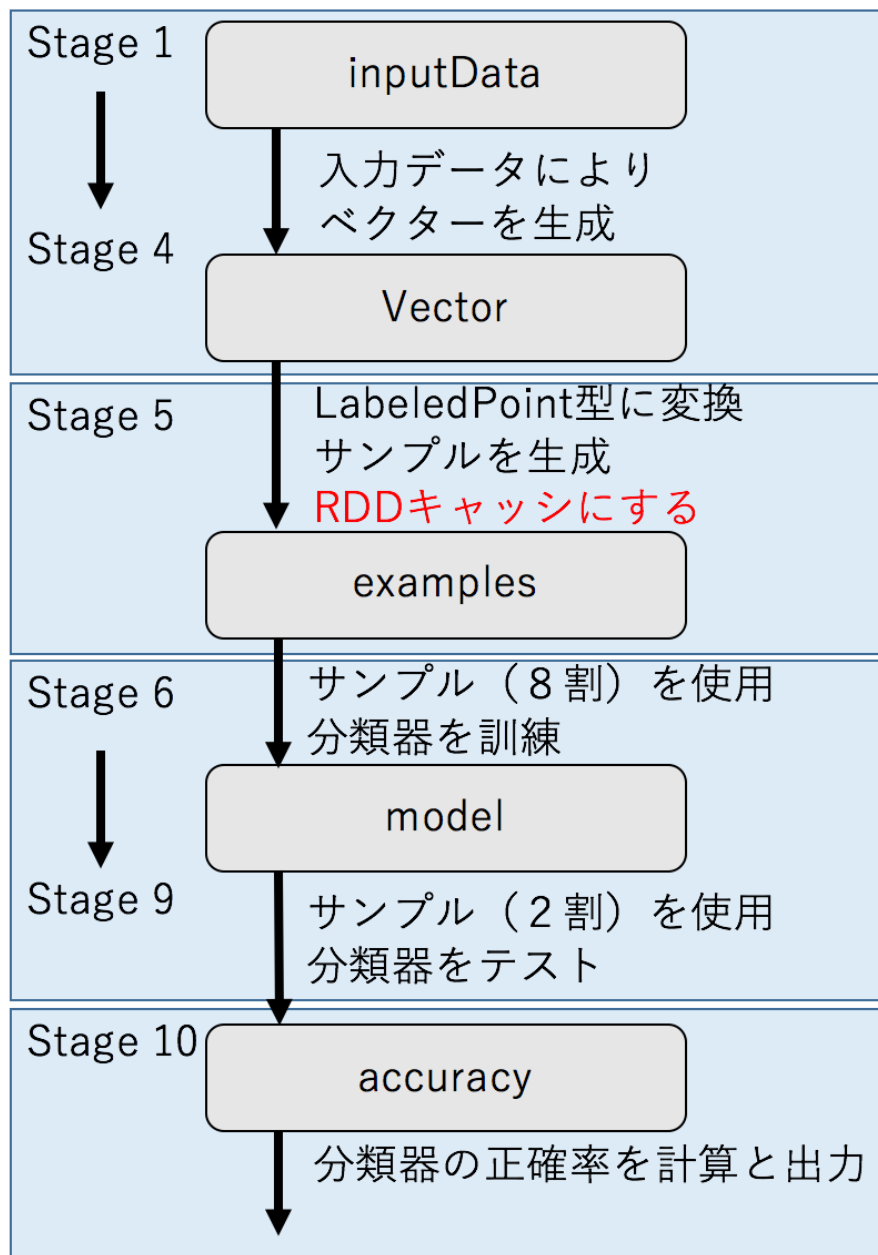 Stage 1
inputData
入力データにより
ベクターを生成
Stage 4
Vector
Stage 5
LabeledPoint型に変換
サンプルを生成
RDDキャッシにする
examples
Stage 6
サンプル（８割）を使用
分類器を訓練
model
Stage 9
サンプル（２割）を使用
分類器をテスト
Stage 10
accuracy
分類器の正確率を計算と出力